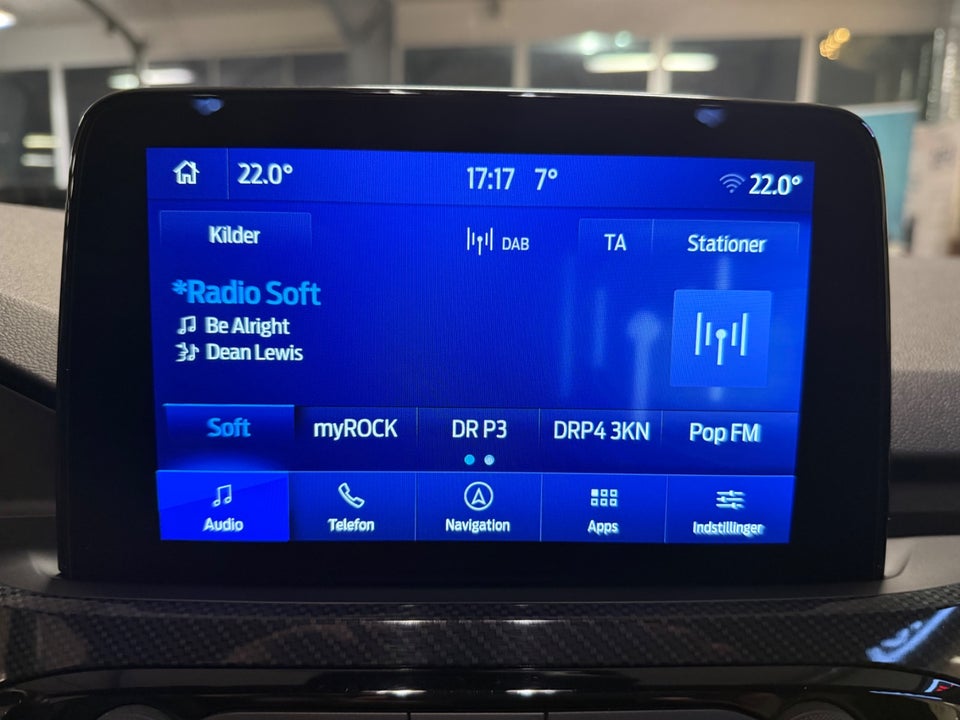 22.0° 17:17 7° 22.0°
Kilder DAB TA Stationer
*Radio Soft
Be Alright
Dean Lewis
Soft myROCK DR P3 DRP4 3KN Pop FM
Audio Telefon Navigation Apps Indstillinger